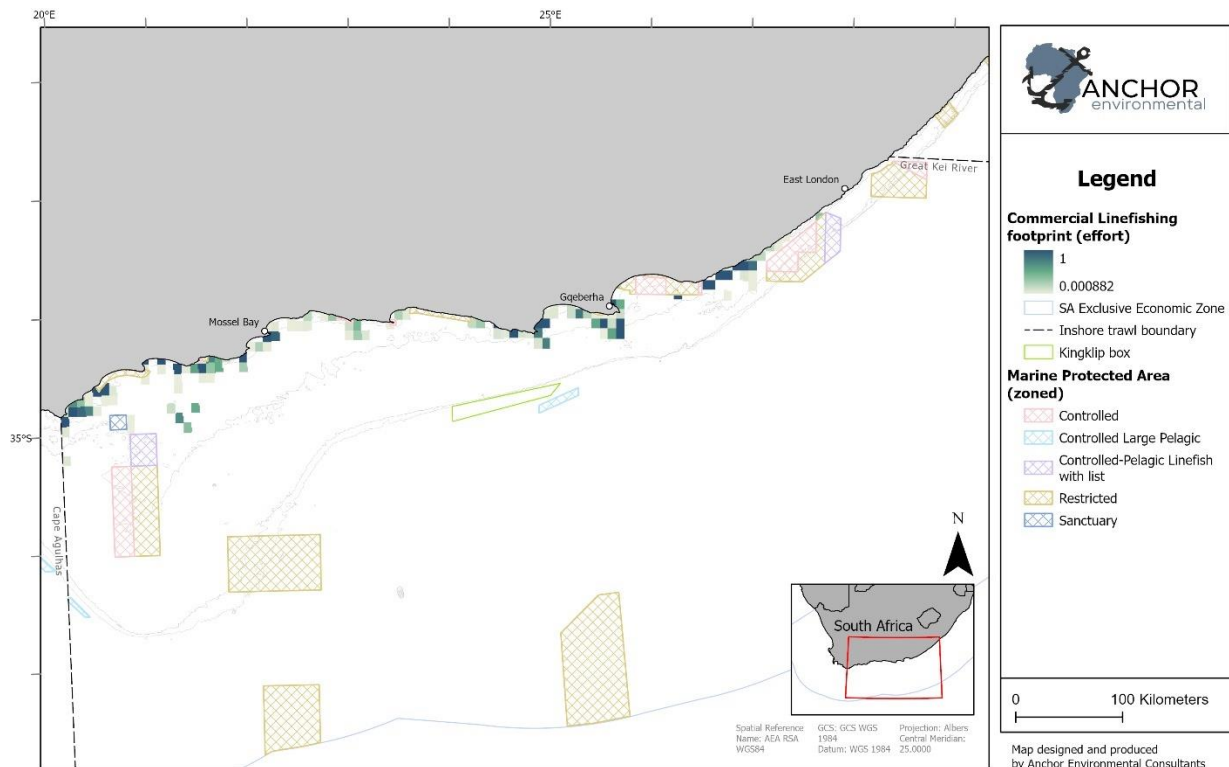 20°E
25°E
35°S
East London
Great Kei River
Gqeberha
Mossel Bay
Cape Agulhas
N
South Africa
Spatial Reference
Name: AEA RSA
WGS84
GCS: GCS WGS
1984
Datum: WGS 1984
Projection: Albers
Central Meridian:
25.0000
ANCHOR
environmental
Legend
Commercial Linefishing
footprint (effort)
1
0.000882
SA Exclusive Economic Zone
Inshore trawl boundary
Kingklip box
Marine Protected Area
(zoned)
Controlled
Controlled Large Pelagic
Controlled-Pelagic Linefish
with list
Restricted
Sanctuary
0 100 Kilometers
Map designed and produced
by Anchor Environmental Consultants